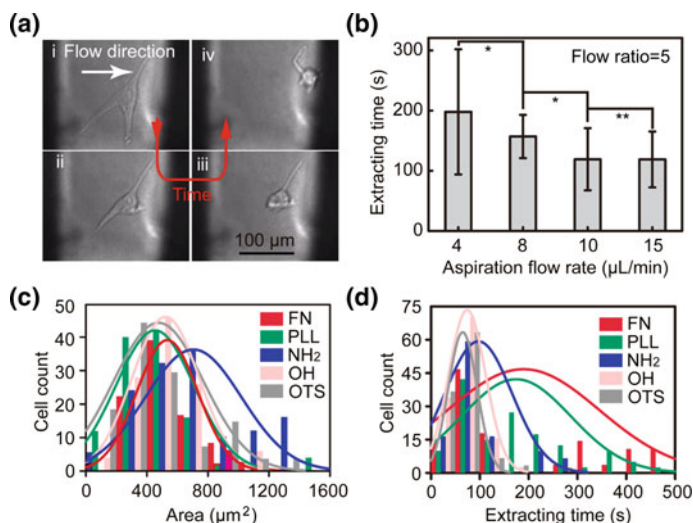 (a)
i Flow direction
iv
ii
iii
Time
100 µm
(b)
Flow ratio=5
*
*
**
Extracting time (s)
300
200
100
0
4 8 10 15
Aspiration flow rate (µL/min)
(c)
Cell count
50
40
30
20
10
0
FN
PLL
NH₂
OH
OTS
0 400 800 1200 1600
Area (µm²)
(d)
Cell count
75
60
45
30
15
0
FN
PLL
NH₂
OH
OTS
0 100 200 300 400 500
Extracting time (s)